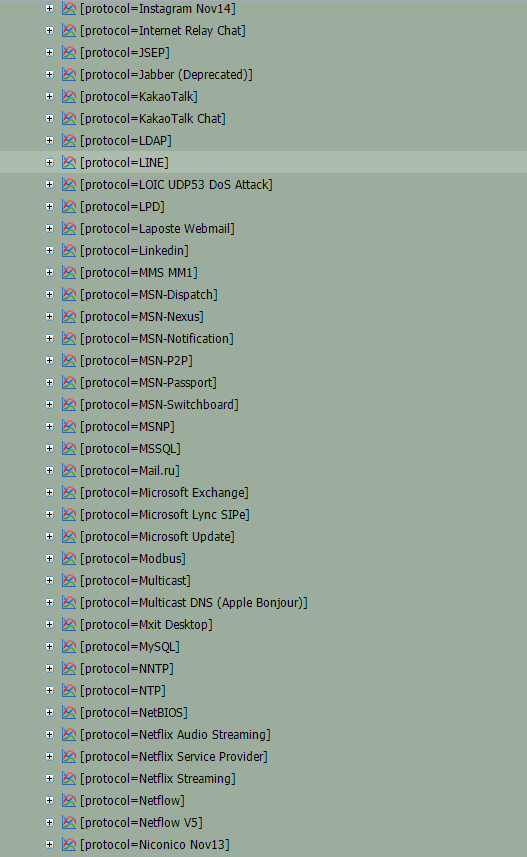 [protocol=Instagram Nov14]
[protocol=Internet Relay Chat]
[protocol=JSEP]
[protocol=Jabber (Deprecated)]
[protocol=KakaoTalk]
[protocol=KakaoTalk Chat]
[protocol=LDAP]
[protocol=LINE]
[protocol=LOIC UDP53 DoS Attack]
[protocol=LPD]
[protocol=Laposte Webmail]
[protocol=Linkedin]
[protocol=MMS MM1]
[protocol=MSN-Dispatch]
[protocol=MSN-Nexus]
[protocol=MSN-Notification]
[protocol=MSN-P2P]
[protocol=MSN-Passport]
[protocol=MSN-Switchboard]
[protocol=MSNP]
[protocol=MSSQL]
[protocol=Mail.ru]
[protocol=Microsoft Exchange]
[protocol=Microsoft Lync SIPe]
[protocol=Microsoft Update]
[protocol=Modbus]
[protocol=Multicast]
[protocol=Multicast DNS (Apple Bonjour)]
[protocol=Mxit Desktop]
[protocol=MySQL]
[protocol=NNTP]
[protocol=NTP]
[protocol=NetBIOS]
[protocol=Netflix Audio Streaming]
[protocol=Netflix Service Provider]
[protocol=Netflix Streaming]
[protocol=Netflow]
[protocol=Netflow V5]
[protocol=Niconico Nov13]